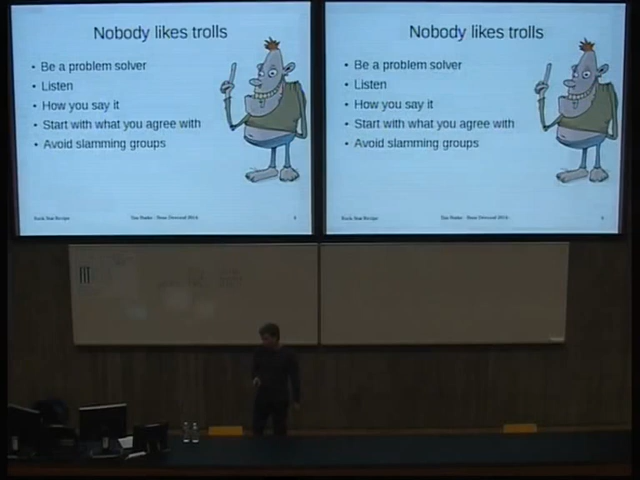 Nobody likes trolls
• Be a problem solver
• Listen
• How you say it
• Start with what you agree with
• Avoid slamming groups
Nobody likes trolls
• Be a problem solver
• Listen
• How you say it
• Start with what you agree with
• Avoid slamming groups